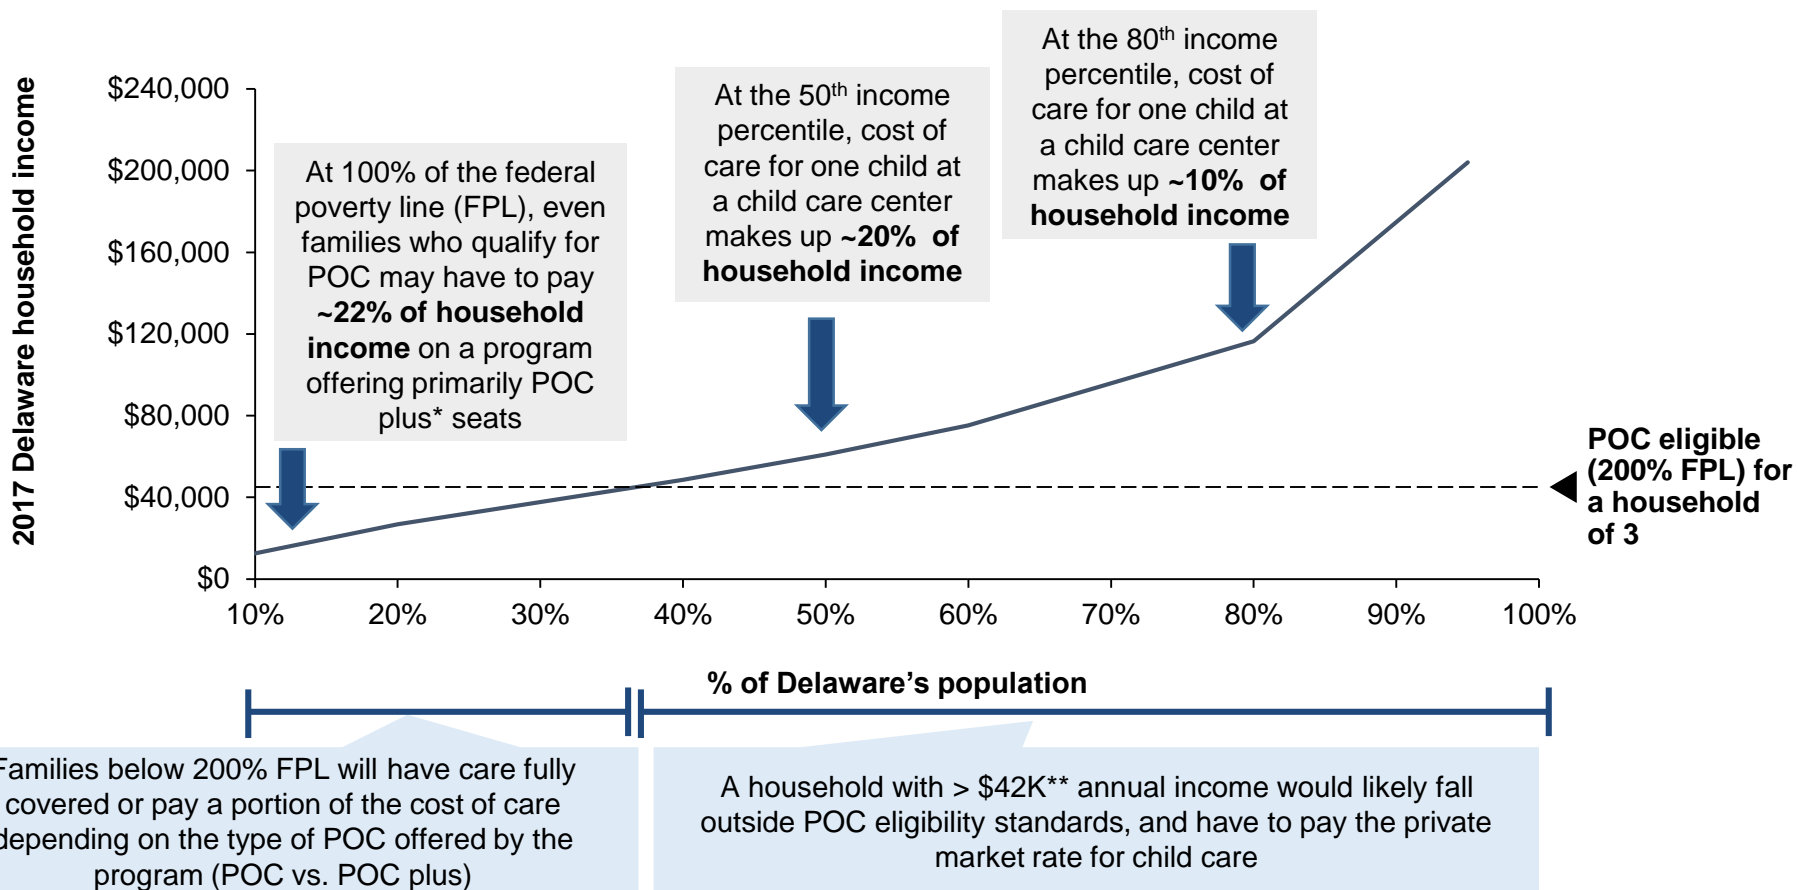 2017 Delaware household income
$240,000
$200,000
$160,000
$120,000
$80,000
$40,000
$0
At 100% of the federal
poverty line (FPL), even
families who qualify for
POC may have to pay
~22% of household
income on a program
offering primarily POC
plus* seats
At the 50th income
percentile, cost of
care for one child at
a child care center
makes up ~20% of
household income
At the 80th income
percentile, cost of
care for one child at
a child care center
makes up ~10% of
household income
POC eligible
(200% FPL) for
a household
of 3
10%
20%
30%
40%
50%
60%
70%
80%
90%
100%
% of Delaware’s population
Families below 200% FPL will have care fully
covered or pay a portion of the cost of care
depending on the type of POC offered by the
program (POC vs. POC plus)
A household with > $42K** annual income would likely fall
outside POC eligibility standards, and have to pay the private
market rate for child care